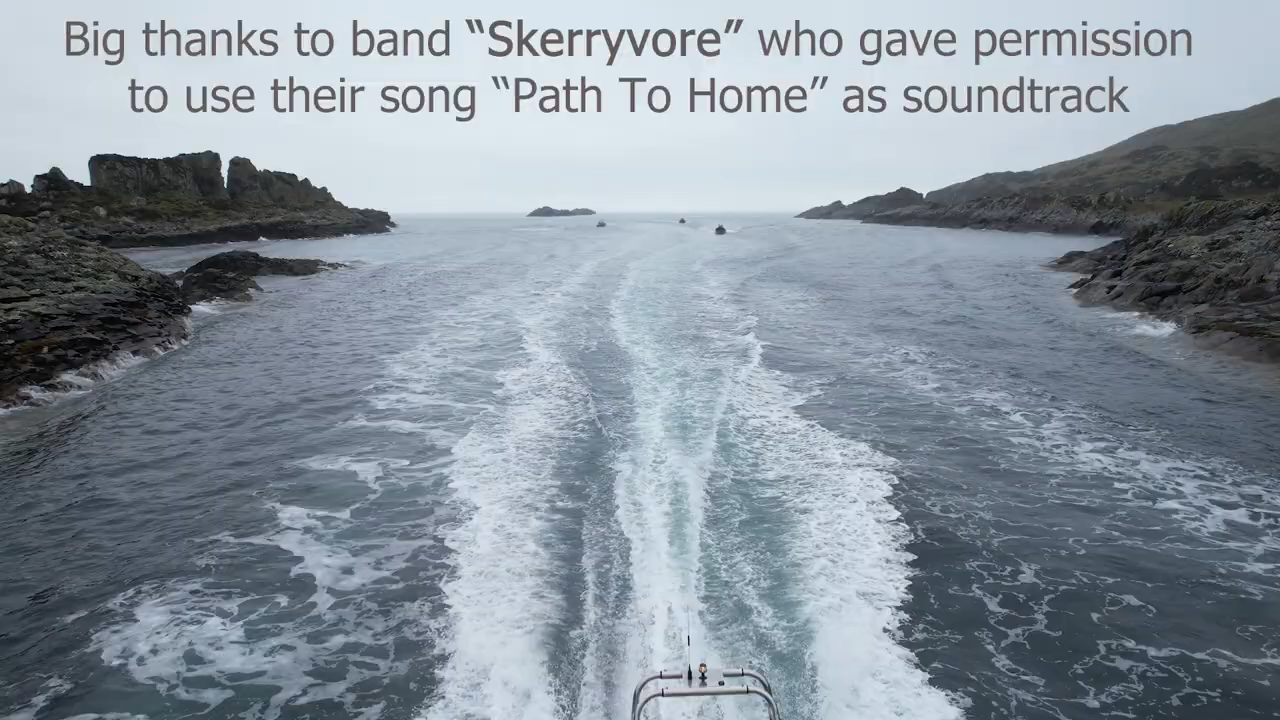 Big thanks to band “Skerryvore” who gave permission
to use their song “Path To Home” as soundtrack